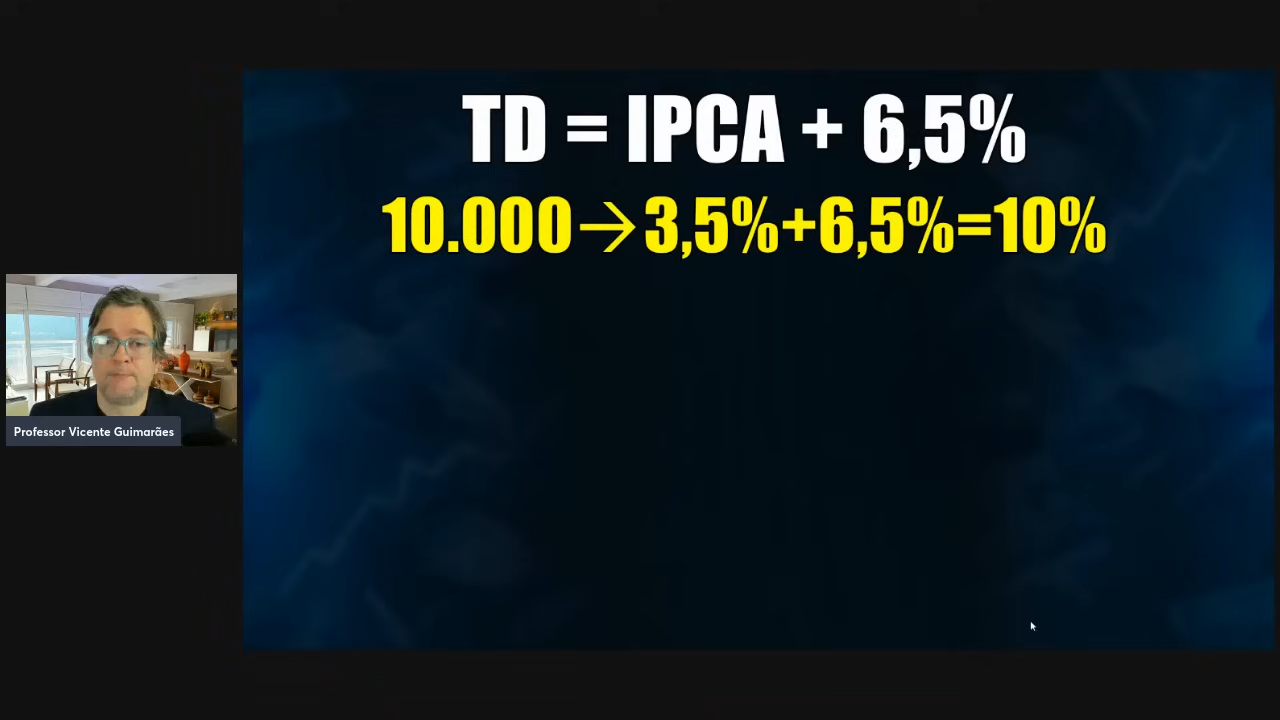 TD = IPCA + 6,5%
10.000→3,5%+6,5%=10%
Professor Vicente Guimarães